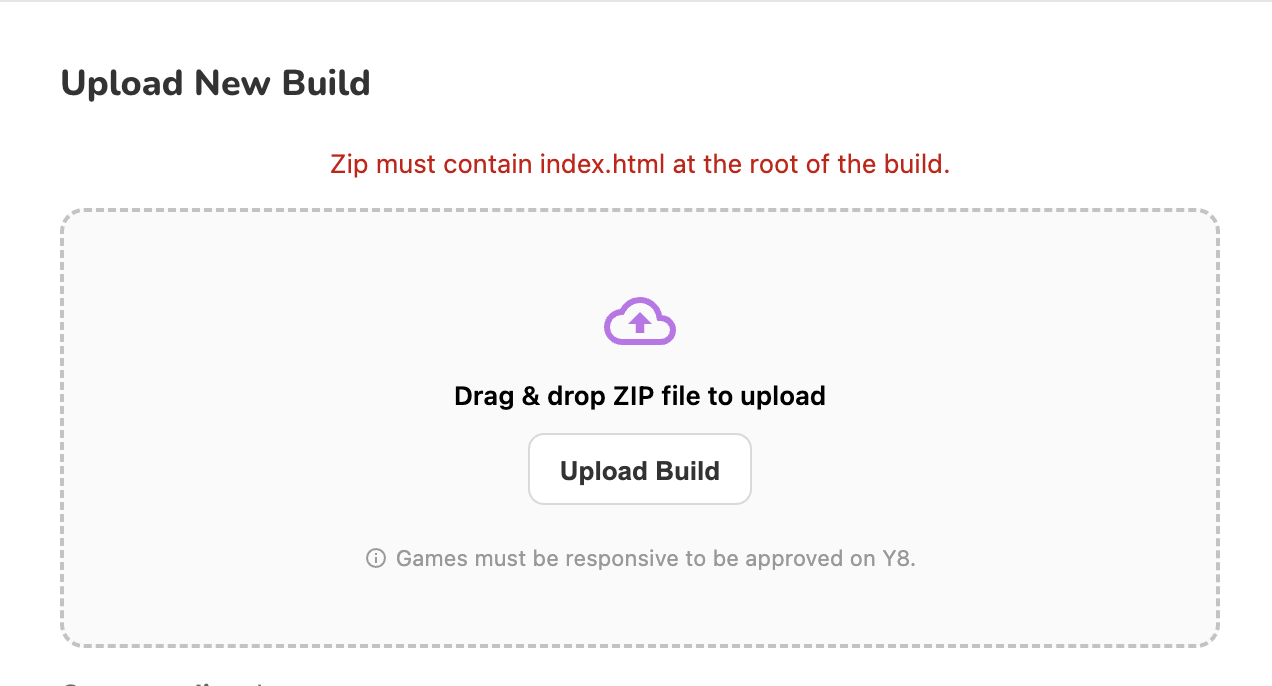 Upload New Build
Zip must contain index.html at the root of the build.
Drag & drop ZIP file to upload
Upload Build
Games must be responsive to be approved on Y8.